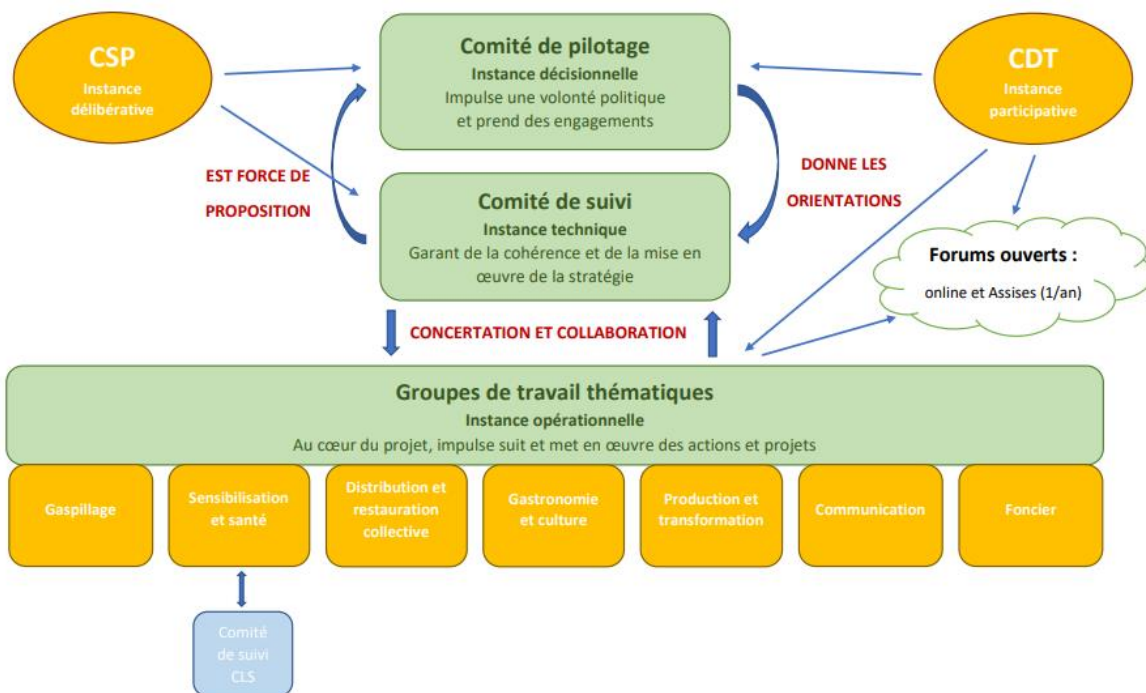 CSP
Instance
délibérative
Comité de pilotage
Instance décisionnelle
Impulse une volonté politique
et prend des engagements
CDT
Instance
participative
EST FORCE DE
PROPOSITION
DONNE LES
ORIENTATIONS
Comité de suivi
Instance technique
Garant de la cohérence et de la mise en
œuvre de la stratégie
Forums ouverts :
online et Assises (1/an)
CONCERTATION ET COLLABORATION
Groupes de travail thématiques
Instance opérationnelle
Au cœur du projet, impulse suit et met en œuvre des actions et projets
Gaspillage
Sensibilisation
et santé
Distribution et
restauration
collective
Gastronomie
et culture
Production et
transformation
Communication
Foncier
Comité
de suivi
CLS